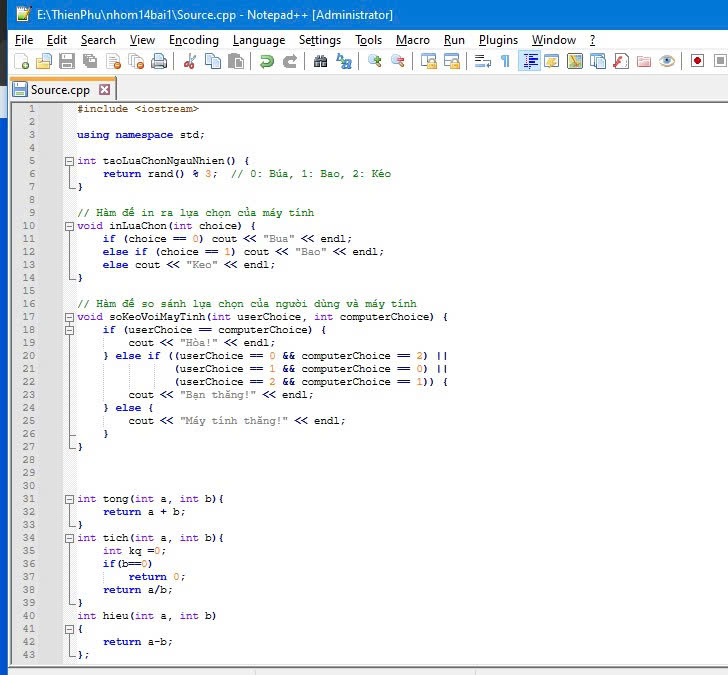 E:\ThienPhu\nhom14bai1\Source.cpp - Notepad++ [Administrator]
File Edit Search View Encoding Language Settings Tools Macro Run Plugins Window ?
Source.cpp
1 #include <iostream>
2
3 using namespace std;
4
5 int taoLuaChonNgauNhien() {
6 return rand() % 3; // 0: Búa, 1: Bao, 2: Kéo
7 }
8
9 // Hàm để in ra lựa chọn của máy tính
10 void inLuaChon(int choice) {
11 if (choice == 0) cout << "Bua" << endl;
12 else if (choice == 1) cout << "Bao" << endl;
13 else cout << "Keo" << endl;
14 }
15
16 // Hàm để so sánh lựa chọn của người dùng và máy tính
17 void soKeoVoiMayTinh(int userChoice, int computerChoice) {
18 if (userChoice == computerChoice) {
19 cout << "Hòa!" << endl;
20 } else if ((userChoice == 0 && computerChoice == 2) ||
21 (userChoice == 1 && computerChoice == 0) ||
22 (userChoice == 2 && computerChoice == 1)) {
23 cout << "Bạn thắng!" << endl;
24 } else {
25 cout << "Máy tính thắng!" << endl;
26 }
27 }
28
29
30
31 int tong(int a, int b){
32 return a + b;
33 }
34 int tich(int a, int b){
35 int kq =0;
36 if(b==0)
37 return 0;
38 return a/b;
39 }
40 int hieu(int a, int b)
41 {
42 return a-b;
43 };